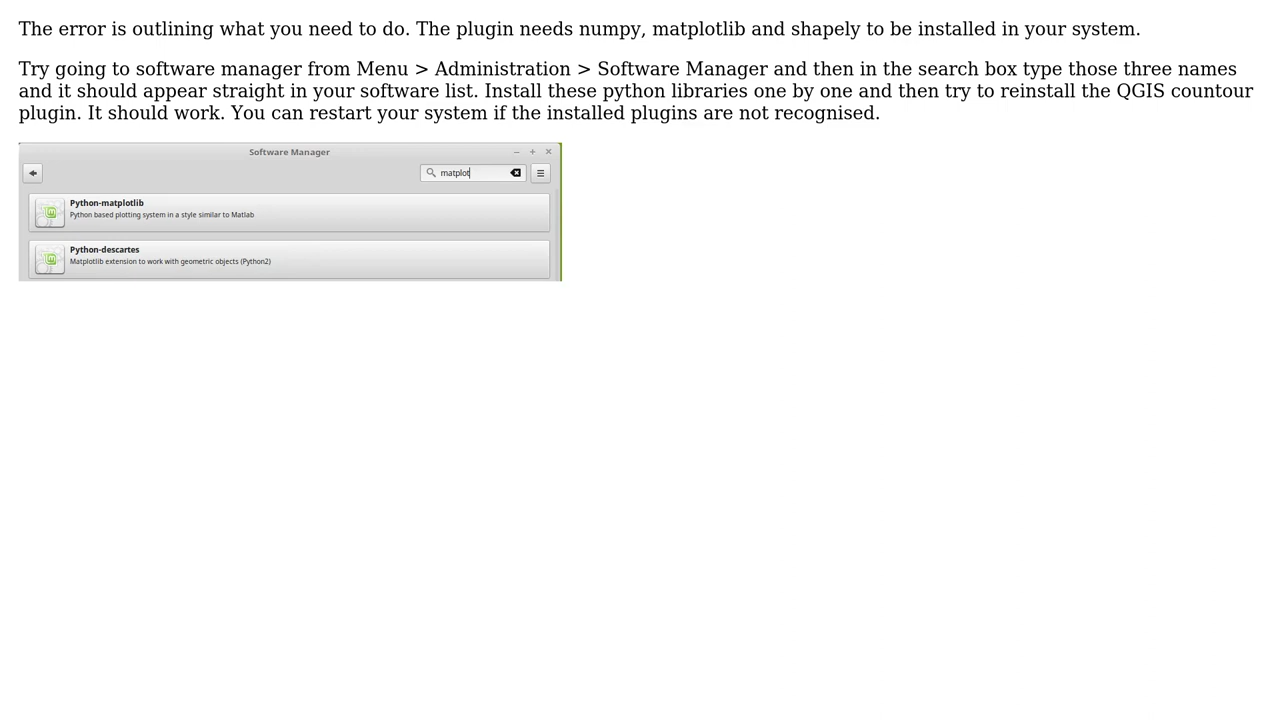 The error is outlining what you need to do. The plugin needs numpy, matplotlib and shapely to be installed in your system.
Try going to software manager from Menu > Administration > Software Manager and then in the search box type those three names
and it should appear straight in your software list. Install these python libraries one by one and then try to reinstall the QGIS countour
plugin. It should work. You can restart your system if the installed plugins are not recognised.
Software Manager
matplot
Python-matplotlib
Python based plotting system in a style similar to Matlab
Python-descartes
Matplotlib extension to work with geometric objects (Python2)